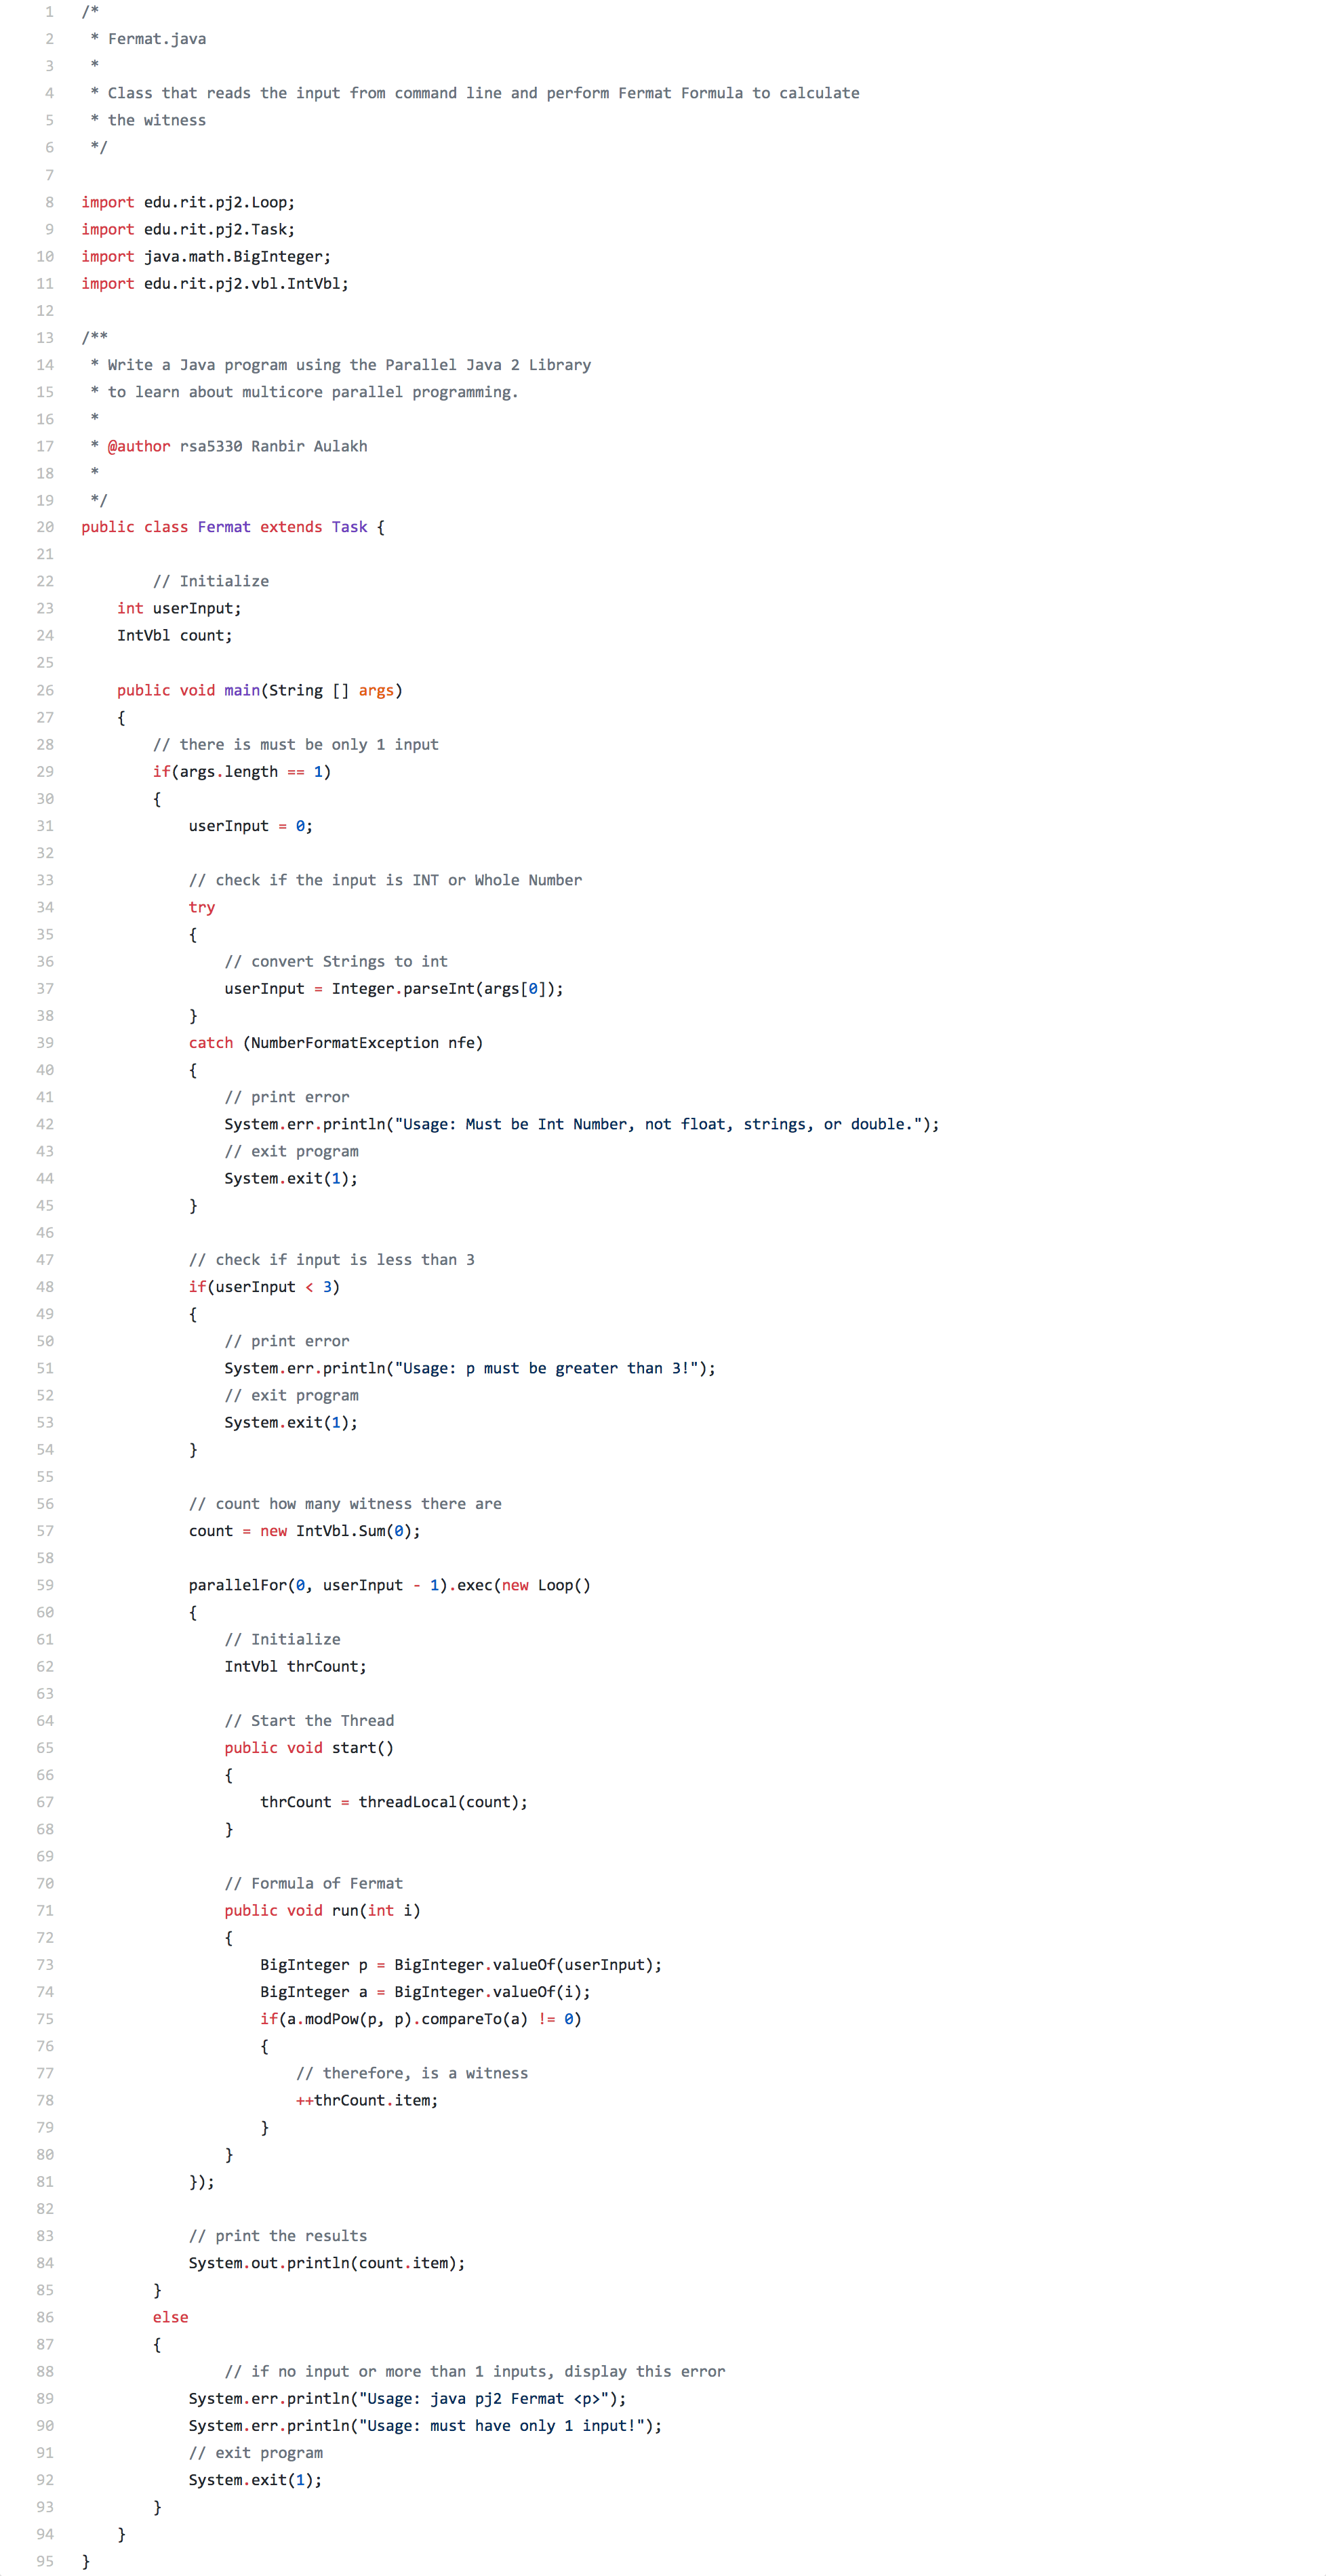 1 /*
2  * Fermat.java
3  *
4  * Class that reads the input from command line and perform Fermat Formula to calculate
5  * the witness
6  */
7
8 import edu.rit.pj2.Loop;
9 import edu.rit.pj2.Task;
10 import java.math.BigInteger;
11 import edu.rit.pj2.vbl.IntVbl;
12
13 /**
14  * Write a Java program using the Parallel Java 2 Library
15  * to learn about multicore parallel programming.
16  *
17  * @author rsa5330 Ranbir Aulakh
18  *
19  */
20 public class Fermat extends Task {
21
22         // Initialize
23     int userInput;
24     IntVbl count;
25
26     public void main(String [] args)
27     {
28         // there is must be only 1 input
29         if(args.length == 1)
30         {
31             userInput = 0;
32
33             // check if the input is INT or Whole Number
34             try
35             {
36                 // convert Strings to int
37                 userInput = Integer.parseInt(args[0]);
38             }
39             catch (NumberFormatException nfe)
40             {
41                 // print error
42                 System.err.println("Usage: Must be Int Number, not float, strings, or double.");
43                 // exit program
44                 System.exit(1);
45             }
46
47             // check if input is less than 3
48             if(userInput < 3)
49             {
50                 // print error
51                 System.err.println("Usage: p must be greater than 3!");
52                 // exit program
53                 System.exit(1);
54             }
55
56             // count how many witness there are
57             count = new IntVbl.Sum(0);
58
59             parallelFor(0, userInput - 1).exec(new Loop()
60             {
61                 // Initialize
62                 IntVbl thrCount;
63
64                 // Start the Thread
65                 public void start()
66                 {
67                     thrCount = threadLocal(count);
68                 }
69
70                 // Formula of Fermat
71                 public void run(int i)
72                 {
73                     BigInteger p = BigInteger.valueOf(userInput);
74                     BigInteger a = BigInteger.valueOf(i);
75                     if(a.modPow(p, p).compareTo(a) != 0)
76                     {
77                         // therefore, is a witness
78                         ++thrCount.item;
79                     }
80                 }
81             });
82
83             // print the results
84             System.out.println(count.item);
85         }
86         else
87         {
88                 // if no input or more than 1 inputs, display this error
89             System.err.println("Usage: java pj2 Fermat <p>");
90             System.err.println("Usage: must have only 1 input!");
91             // exit program
92             System.exit(1);
93         }
94     }
95 }